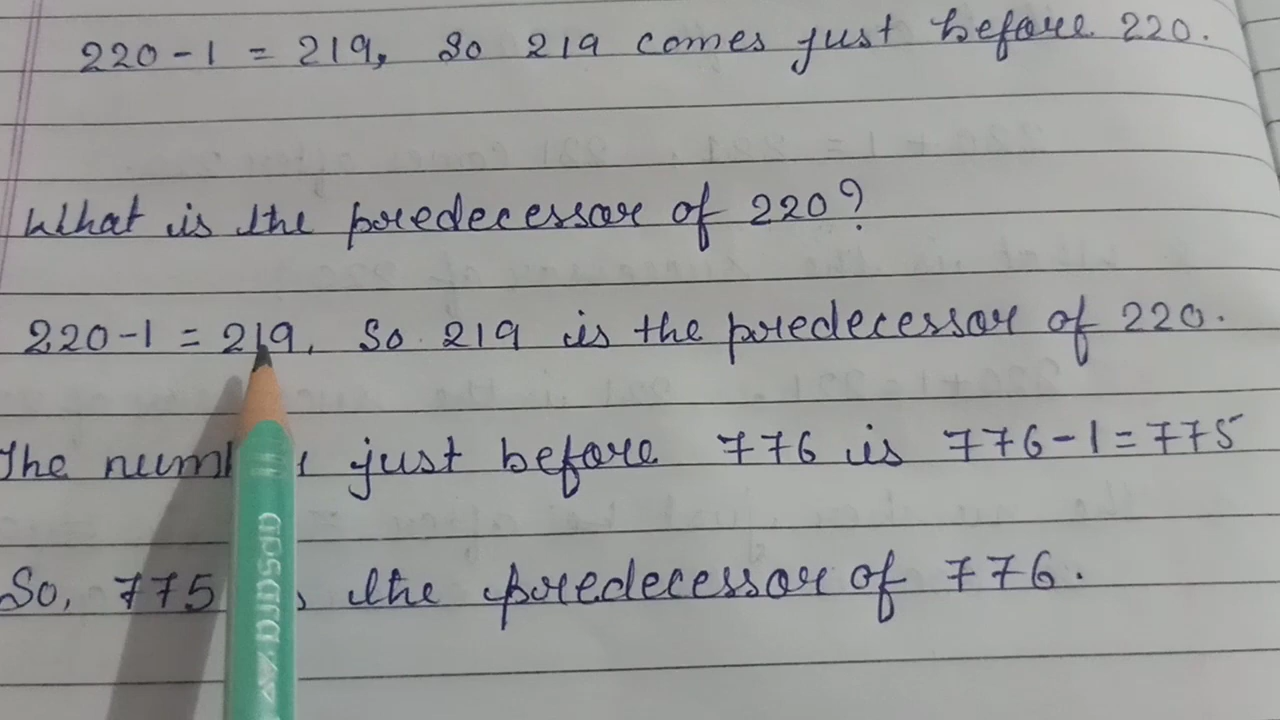 220 - 1 = 219, So 219 comes just before 220.
What is the predecessor of 220?
220 - 1 = 219. So 219 is the predecessor of 220.
The just before 776 is 776 - 1 = 775
So, 775 the predecessor of 776.
apsara